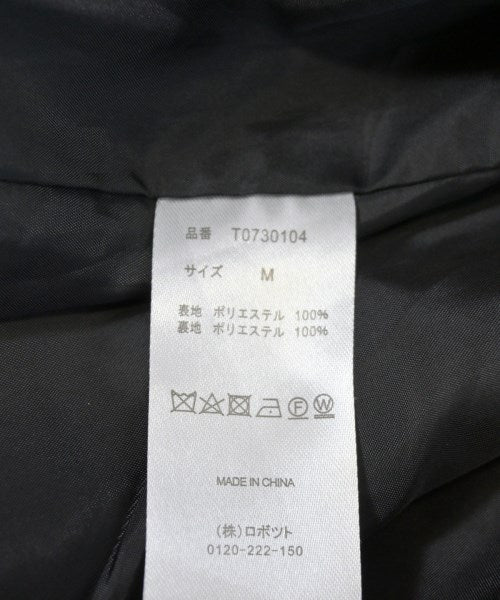 品番 T0730104
サイズ M
表地 ポリエステル 100%
裏地 ポリエステル 100%
F W
MADE IN CHINA
(株)ロボット
0120-222-150